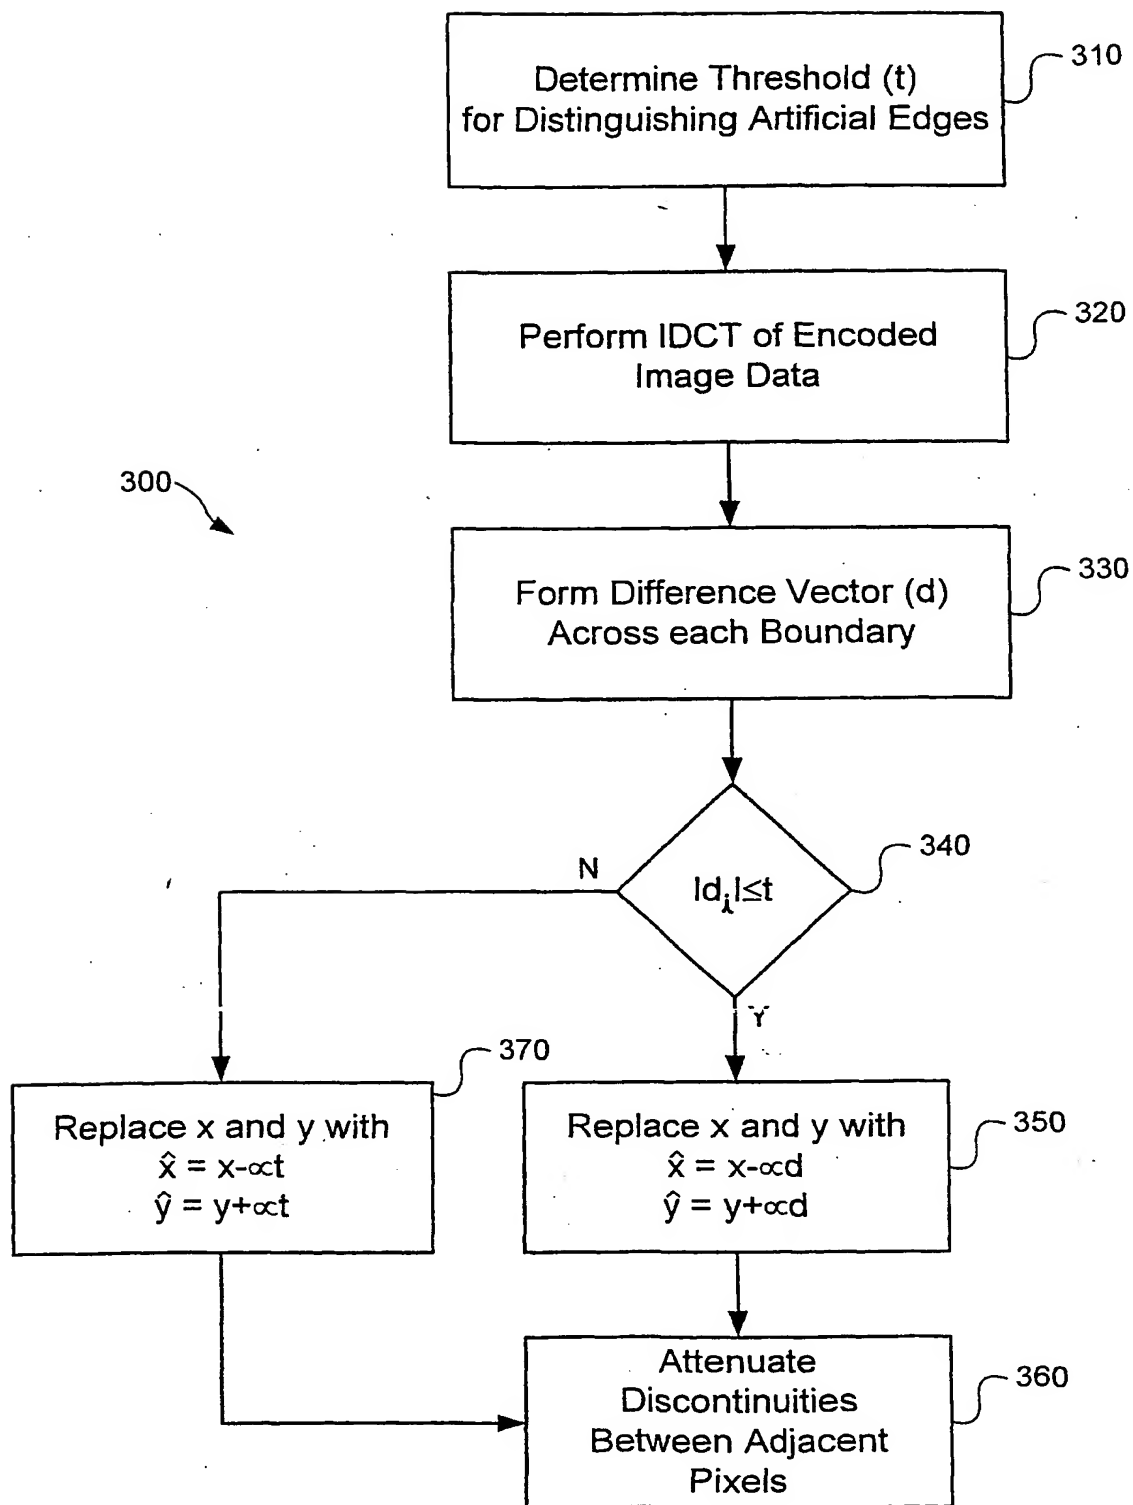 Determine Threshold (t)
for Distinguishing Artificial Edges
310
Perform IDCT of Encoded
Image Data
320
300
Form Difference Vector (d)
Across each Boundary
330
|dᵢ|≤t
340
N
Y
Replace x and y with
x̂ = x-∝t
ŷ = y+∝t
370
Replace x and y with
x̂ = x-∝d
ŷ = y+∝d
350
Attenuate
Discontinuities
Between Adjacent
Pixels
360